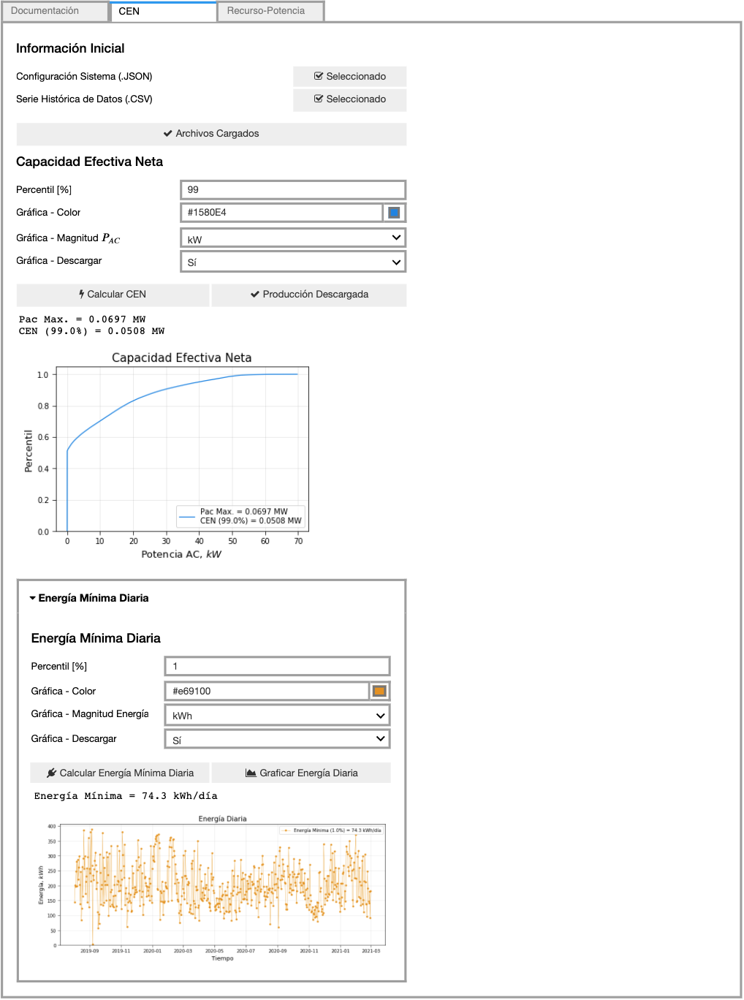 Documentación
CEN
Recurso-Potencia
Información Inicial
Configuración Sistema (.JSON)
Seleccionado
Serie Histórica de Datos (.CSV)
Seleccionado
Archivos Cargados
Capacidad Efectiva Neta
Percentil [%]
99
Gráfica - Color
#1580E4
Gráfica - Magnitud P_AC
kW
Gráfica - Descargar
Sí
Calcular CEN
Producción Descargada
Pac Max. = 0.0697 MW
CEN (99.0%) = 0.0508 MW
Capacidad Efectiva Neta
1.0
0.8
0.6
0.4
0.2
0.0
Percentil
Pac Max. = 0.0697 MW
CEN (99.0%) = 0.0508 MW
0 10 20 30 40 50 60 70
Potencia AC, kW
Energía Mínima Diaria
Energía Mínima Diaria
Percentil [%]
1
Gráfica - Color
#e69100
Gráfica - Magnitud Energía
kWh
Gráfica - Descargar
Sí
Calcular Energía Mínima Diaria
Graficar Energía Diaria
Energía Mínima = 74.3 kWh/día
Energía Diaria
Energía Mínima (1.0%) = 74.3 kWh/día
400
350
300
250
200
150
100
50
0
Energía, kWh
2019-09 2019-11 2020-01 2020-03 2020-05 2020-07 2020-09 2020-11 2021-01 2021-03
Tiempo